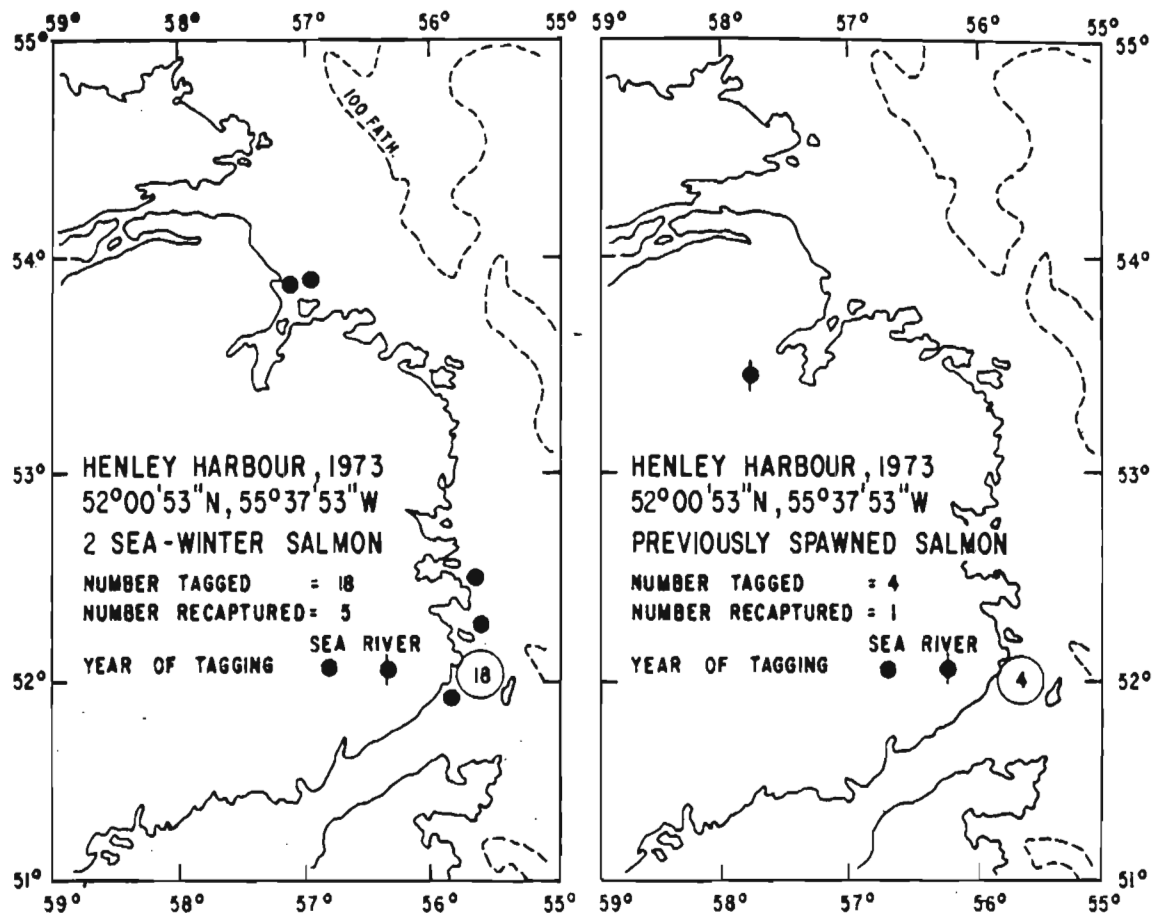 59° 58° 57° 56° 55°
55°
100 FATH.
54°
53°
HENLEY HARBOUR, 1973
52°00'53"N, 55°37'53"W
2 SEA-WINTER SALMON
NUMBER TAGGED = 18
NUMBER RECAPTURED = 5
SEA RIVER
YEAR OF TAGGING
18
52°
51°
59° 58° 57° 56° 55°
59° 58° 57° 56° 55°
55°
54°
53°
HENLEY HARBOUR, 1973
52°00'53"N, 55°37'53"W
PREVIOUSLY SPAWNED SALMON
NUMBER TAGGED = 4
NUMBER RECAPTURED = 1
SEA RIVER
YEAR OF TAGGING
4
52°
51°
59° 58° 57° 56° 55°